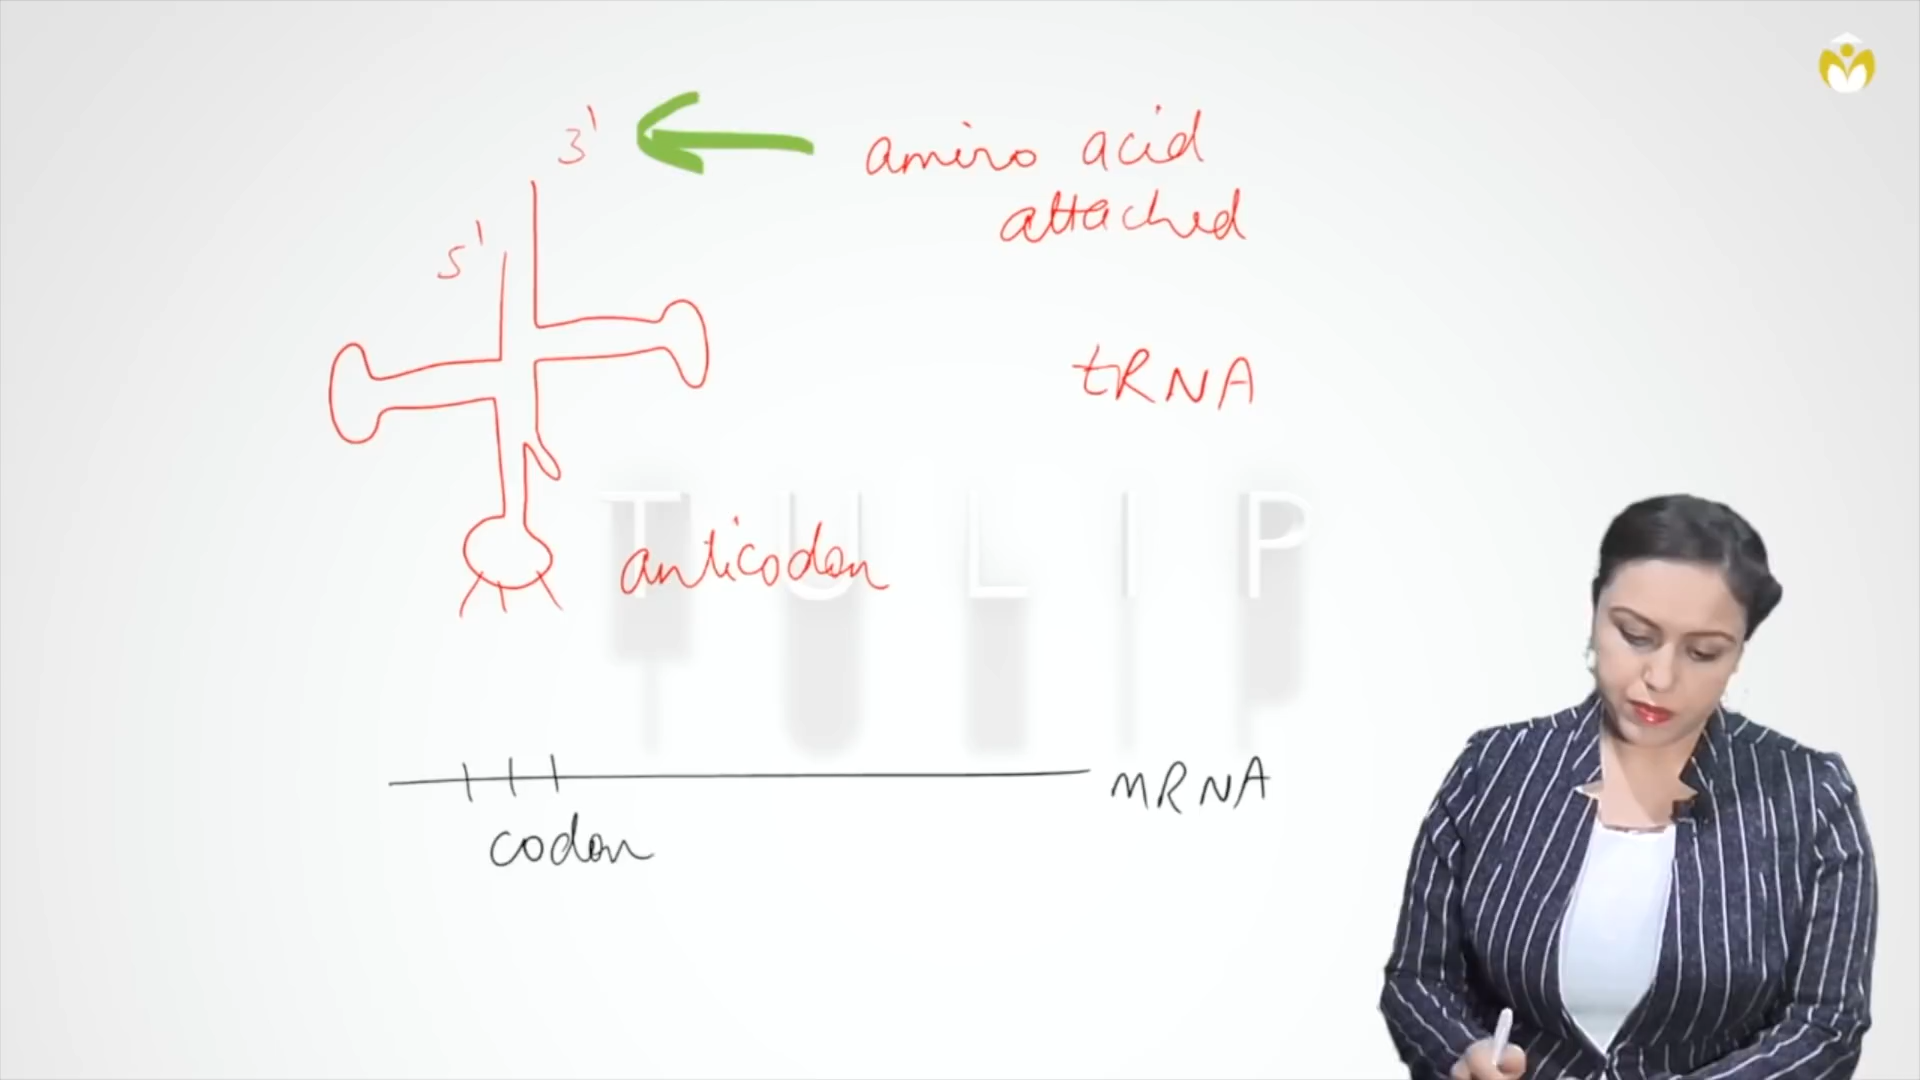 3'
amino acid
attached
5'
tRNA
TULIP
anticodon
mRNA
codon